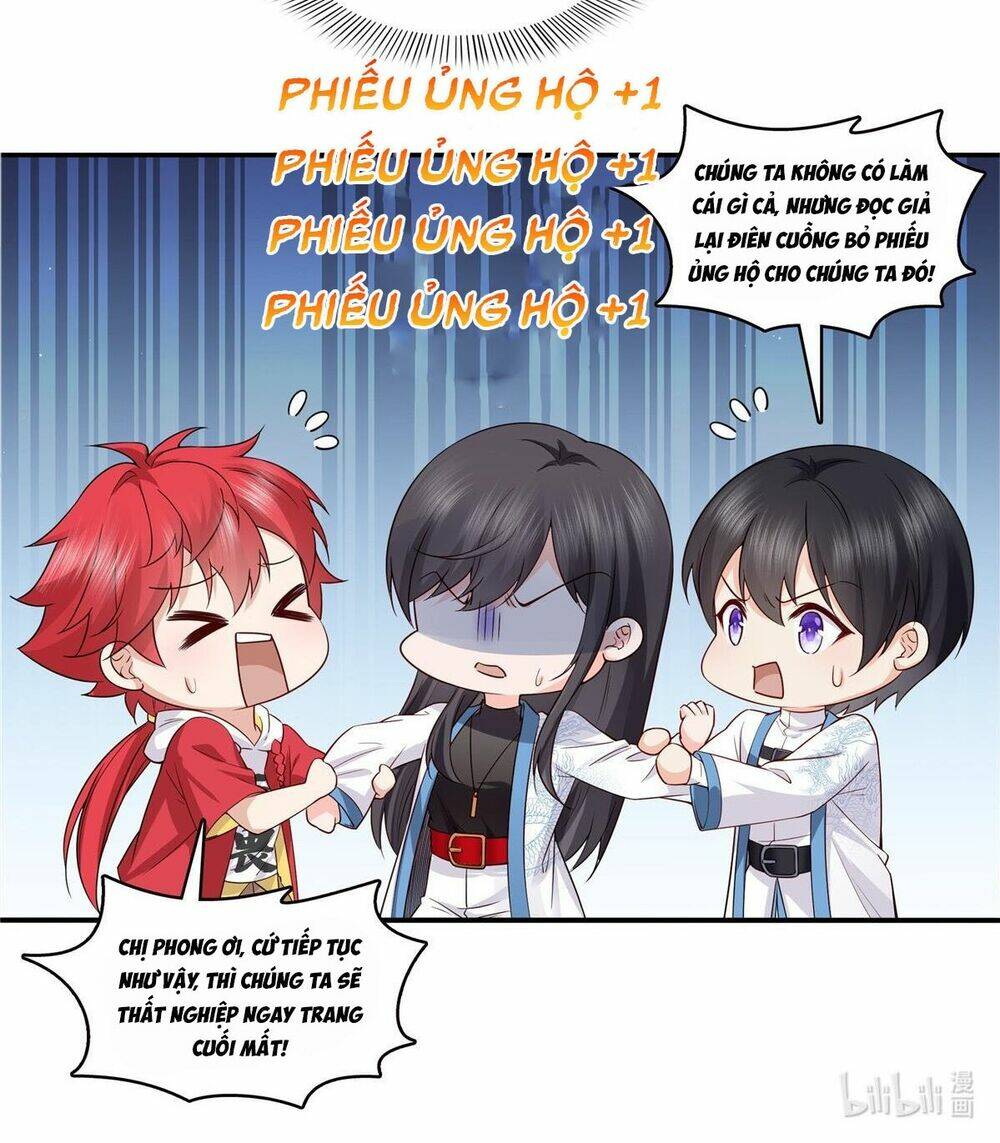 PHIẾU ỦNG HỘ +1
PHIẾU ỦNG HỘ +1
PHIẾU ỦNG HỘ +1
PHIẾU ỦNG HỘ +1
CHÚNG TA KHÔNG CÓ LÀM
CÁI GÌ CẢ, NHƯNG ĐỌC GIẢ
LẠI ĐIÊN CUỒNG BỎ PHIẾU
ỦNG HỘ CHO CHÚNG TA ĐÓ!
畏
CHỊ PHONG ƠI, CỨ TIẾP TỤC
NHƯ VẬY, THÌ CHÚNG TA SẼ
THẤT NGHIỆP NGAY TRANG
CUỐI MẤT!
bilibili 漫画